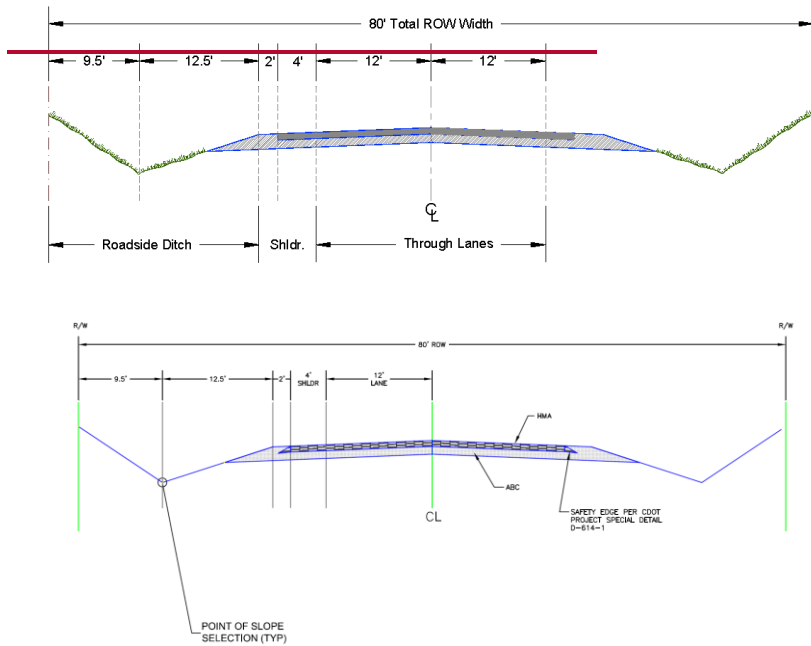 80' Total ROW Width
9.5' 12.5' 2' 4' 12' 12'
CL
Roadside Ditch Shldr. Through Lanes
R/W R/W
80' ROW
9.5' 12.5' 2' 4' SHLDR 12' LANE
HMA
ABC
SAFETY EDGE PER CDOT
PROJECT SPECIAL DETAIL
D-614-1
CL
POINT OF SLOPE
SELECTION (TYP)